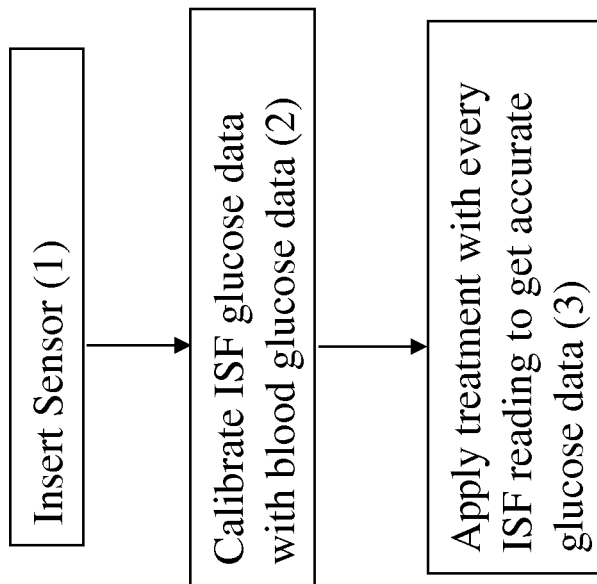 Insert Sensor (1)
Calibrate ISF glucose data
with blood glucose data (2)
Apply treatment with every
ISF reading to get accurate
glucose data (3)